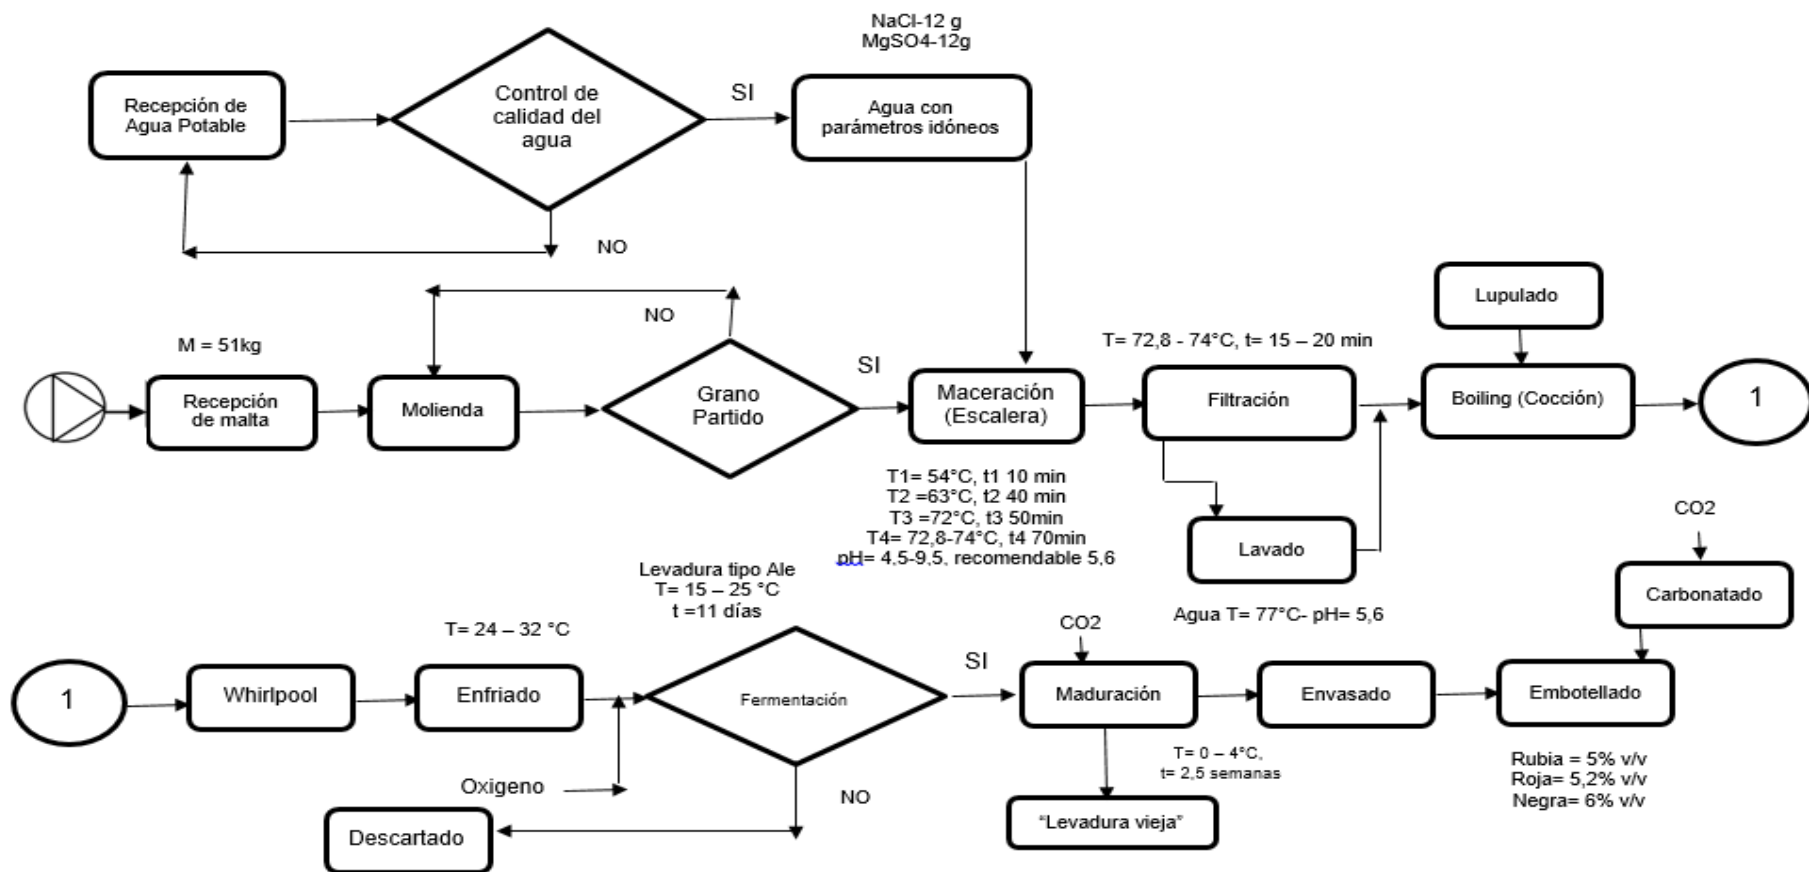 NaCl-12 g
MgSO4-12g
Recepción de
Agua Potable
Control de
calidad del
agua
SI
Agua con
parámetros idóneos
NO
Lupulado
M = 51kg
NO
T= 72,8 - 74°C, t= 15 – 20 min
Recepción
de malta
Molienda
Grano
Partido
SI
Maceración
(Escalera)
Filtración
Boiling (Cocción)
1
T1= 54°C, t1 10 min
T2 =63°C, t2 40 min
T3 =72°C, t3 50min
T4= 72,8-74°C, t4 70min
pH= 4,5-9,5, recomendable 5,6
Lavado
Agua T= 77°C- pH= 5,6
CO2
Carbonatado
Levadura tipo Ale
T= 15 – 25 °C
t =11 días
T= 24 – 32 °C
CO2
1
Whirlpool
Enfriado
Fermentación
SI
Maduración
Envasado
Embotellado
Oxigeno
NO
T= 0 – 4°C,
t= 2,5 semanas
Rubia = 5% v/v
Roja= 5,2% v/v
Negra= 6% v/v
Descartado
“Levadura vieja”